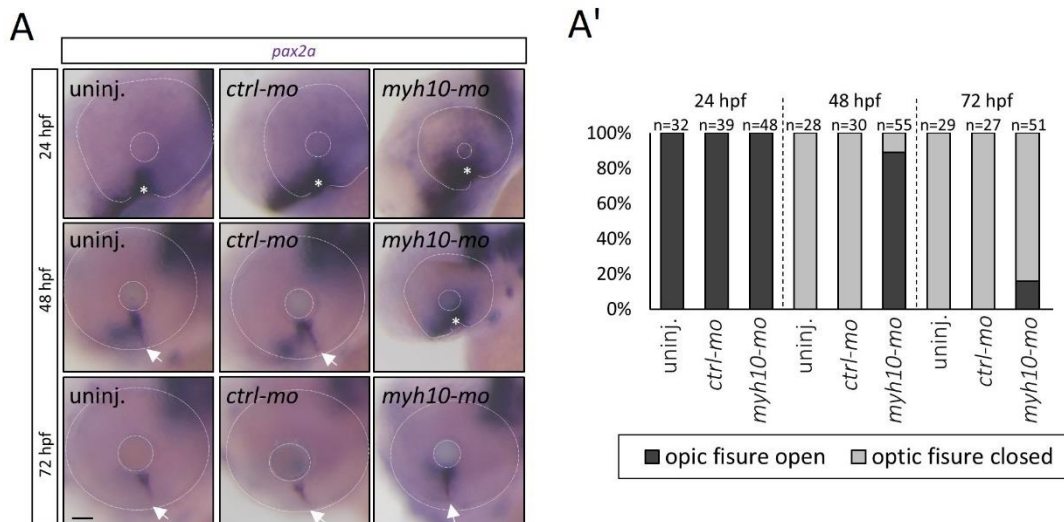 A
pax2a
24 hpf
uninj.
ctrl-mo
myh10-mo
*
*
*
48 hpf
uninj.
ctrl-mo
myh10-mo
*
72 hpf
uninj.
ctrl-mo
myh10-mo
A'
24 hpf
48 hpf
72 hpf
n=32
n=39
n=48
n=28
n=30
n=55
n=29
n=27
n=51
100%
80%
60%
40%
20%
0%
uninj.
ctrl-mo
myh10-mo
uninj.
ctrl-mo
myh10-mo
uninj.
ctrl-mo
myh10-mo
opic fisure open
optic fisure closed